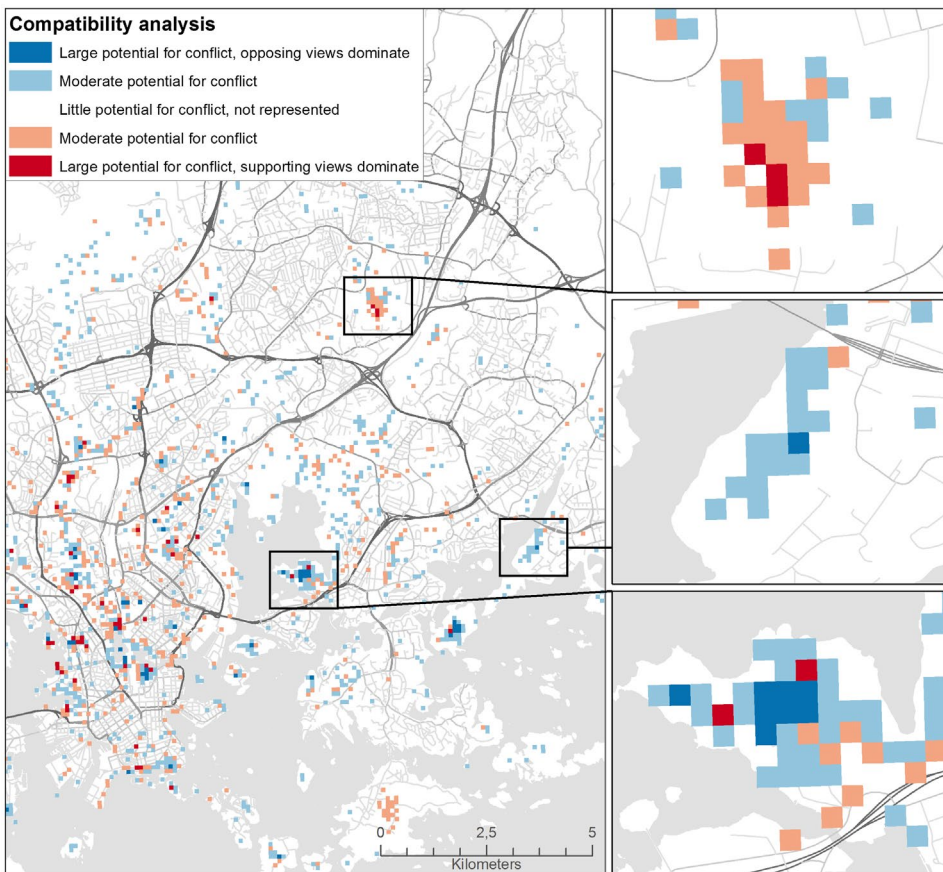 Compatibility analysis
Large potential for conflict, opposing views dominate
Moderate potential for conflict
Little potential for conflict, not represented
Moderate potential for conflict
Large potential for conflict, supporting views dominate
0 2,5 5
Kilometers